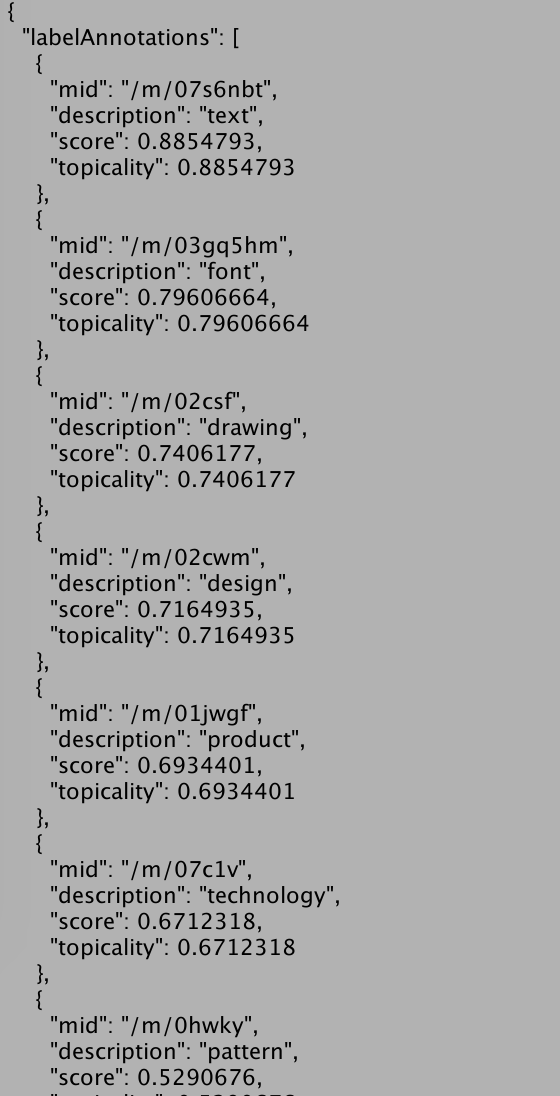 {
"labelAnnotations": [
{
"mid": "/m/07s6nbt",
"description": "text",
"score": 0.8854793,
"topicality": 0.8854793
},
{
"mid": "/m/03gq5hm",
"description": "font",
"score": 0.79606664,
"topicality": 0.79606664
},
{
"mid": "/m/02csf",
"description": "drawing",
"score": 0.7406177,
"topicality": 0.7406177
},
{
"mid": "/m/02cwm",
"description": "design",
"score": 0.7164935,
"topicality": 0.7164935
},
{
"mid": "/m/01jwgf",
"description": "product",
"score": 0.6934401,
"topicality": 0.6934401
},
{
"mid": "/m/07c1v",
"description": "technology",
"score": 0.6712318,
"topicality": 0.6712318
},
{
"mid": "/m/0hwky",
"description": "pattern",
"score": 0.5290676,